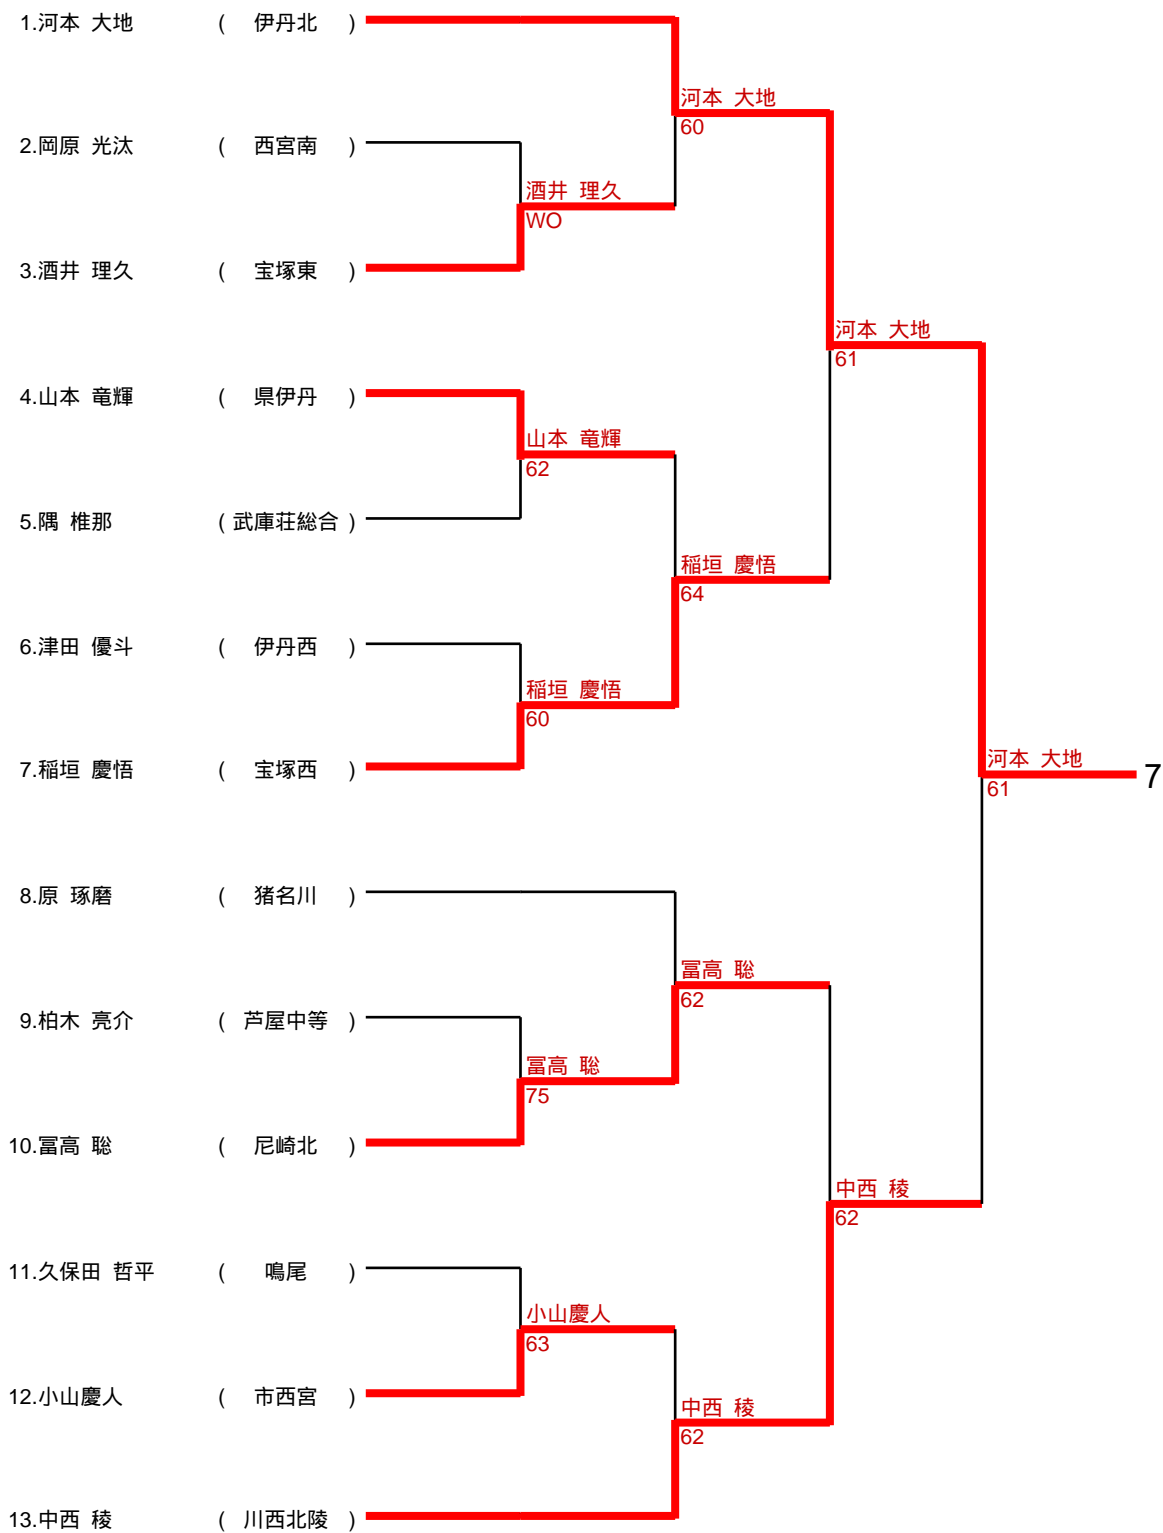 1.河本 大地 ( 伊丹北 )
河本 大地
60
2.岡原 光汰 ( 西宮南 )
酒井 理久
WO
3.酒井 理久 ( 宝塚東 )
河本 大地
61
4.山本 竜輝 ( 県伊丹 )
山本 竜輝
62
5.隅 椎那 ( 武庫荘総合 )
稲垣 慶悟
64
6.津田 優斗 ( 伊丹西 )
稲垣 慶悟
60
7.稲垣 慶悟 ( 宝塚西 )
河本 大地
61
7
8.原 琢磨 ( 猪名川 )
冨高 聡
62
9.柏木 亮介 ( 芦屋中等 )
冨高 聡
75
10.冨高 聡 ( 尼崎北 )
中西 稜
62
11.久保田 哲平 ( 鳴尾 )
小山慶人
63
12.小山慶人 ( 市西宮 )
中西 稜
62
13.中西 稜 ( 川西北陵 )